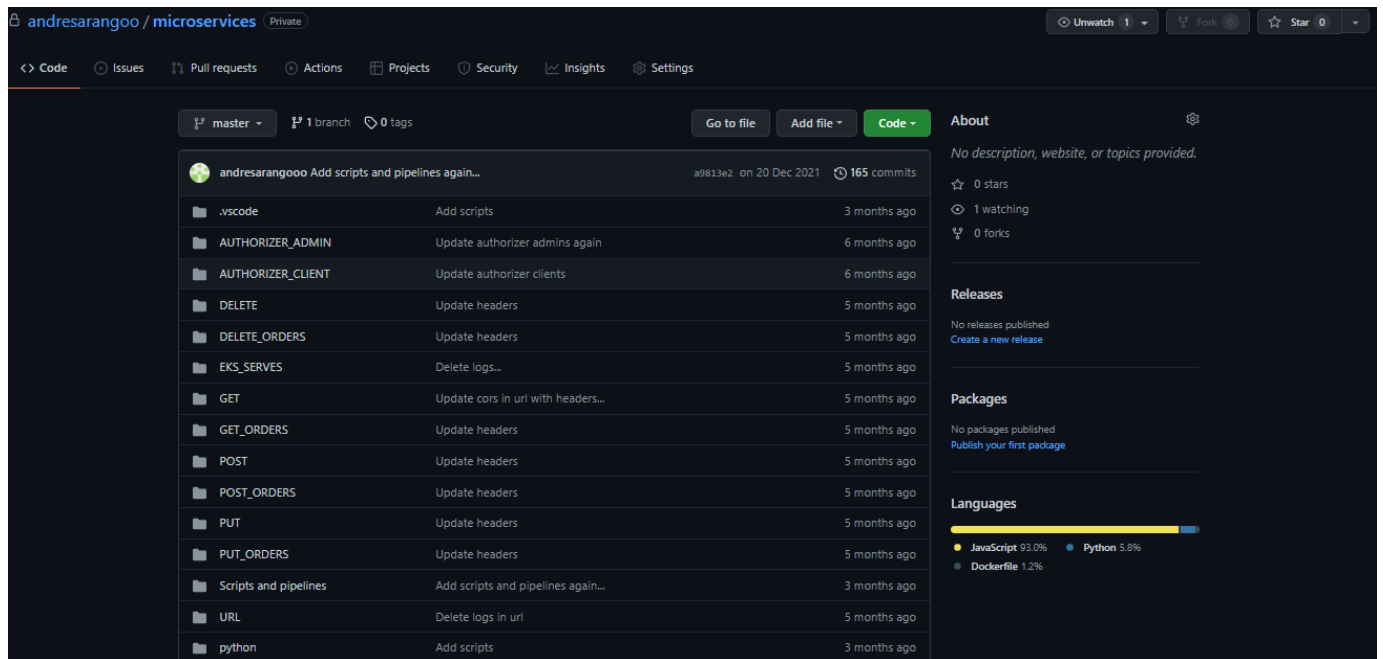 andresarangoo / microservices Private
Unwatch 1 Fork 0 Star 0
<> Code Issues Pull requests Actions Projects Security Insights Settings
master 1 branch 0 tags Go to file Add file Code
About
No description, website, or topics provided.
andresarangooo Add scripts and pipelines again... a9813e2 on 20 Dec 2021 165 commits
0 stars
1 watching
0 forks
.vscode Add scripts 3 months ago
AUTHORIZER_ADMIN Update authorizer admins again 6 months ago
AUTHORIZER_CLIENT Update authorizer clients 6 months ago
DELETE Update headers 5 months ago
DELETE_ORDERS Update headers 5 months ago
EKS_SERVES Delete logs... 5 months ago
GET Update cors in url with headers... 5 months ago
GET_ORDERS Update headers 5 months ago
POST Update headers 5 months ago
POST_ORDERS Update headers 5 months ago
PUT Update headers 5 months ago
PUT_ORDERS Update headers 5 months ago
Scripts and pipelines Add scripts and pipelines again... 3 months ago
URL Delete logs in url 5 months ago
python Add scripts 3 months ago
Releases
No releases published
Create a new release
Packages
No packages published
Publish your first package
Languages
JavaScript 93.0% Python 5.8%
Dockerfile 1.2%